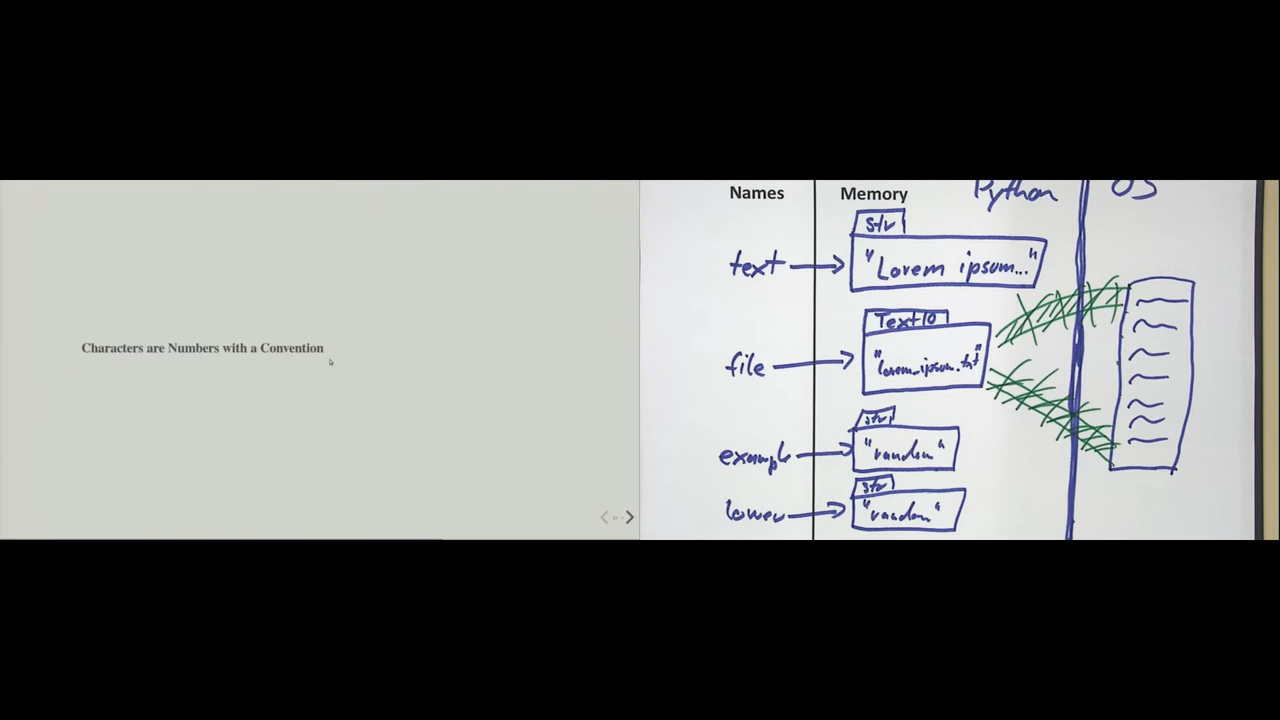 Characters are Numbers with a Convention
Names
Memory
Python
OS
str
text
"Lorem ipsum..."
TextIO
file
"lorem_ipsum.txt"
str
example
"random"
str
lower
"random"